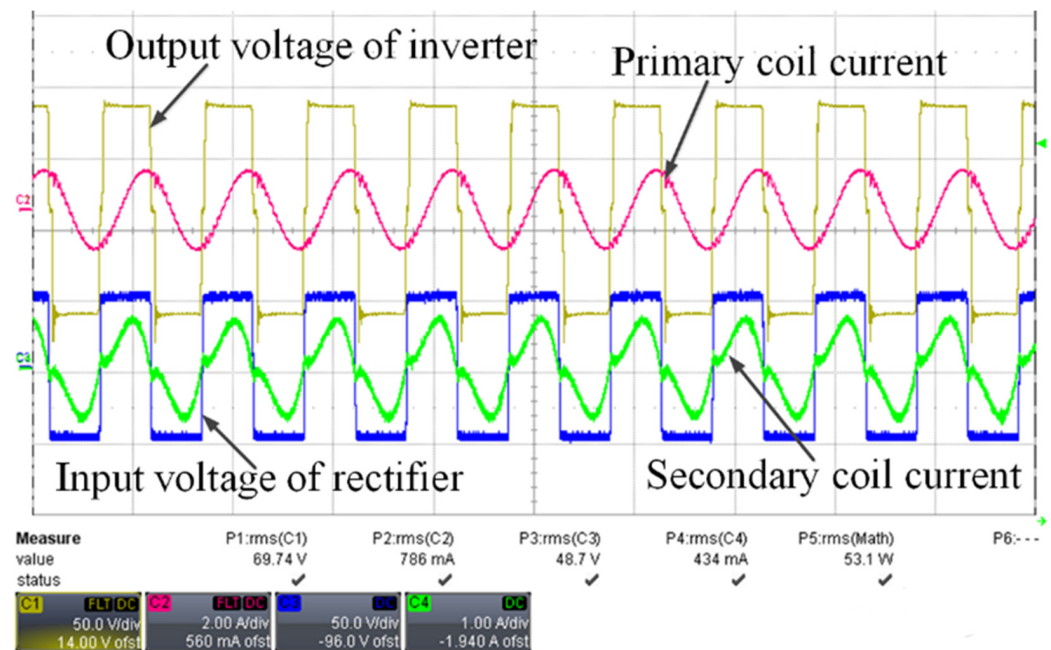 Output voltage of inverter
Primary coil current
C2
Input voltage of rectifier
Secondary coil current
Measure P1:rms(C1) P2:rms(C2) P3:rms(C3) P4:rms(C4) P5:rms(Math) P6:- - -
value 69.74 V 786 mA 48.7 V 434 mA 53.1 W
status
C1 FLT DC C2 FLT DC C3 DC C4 DC
50.0 V/div 2.00 A/div 50.0 V/div 1.00 A/div
14.00 V ofst 560 mA ofst -96.0 V ofst -1.940 A ofst